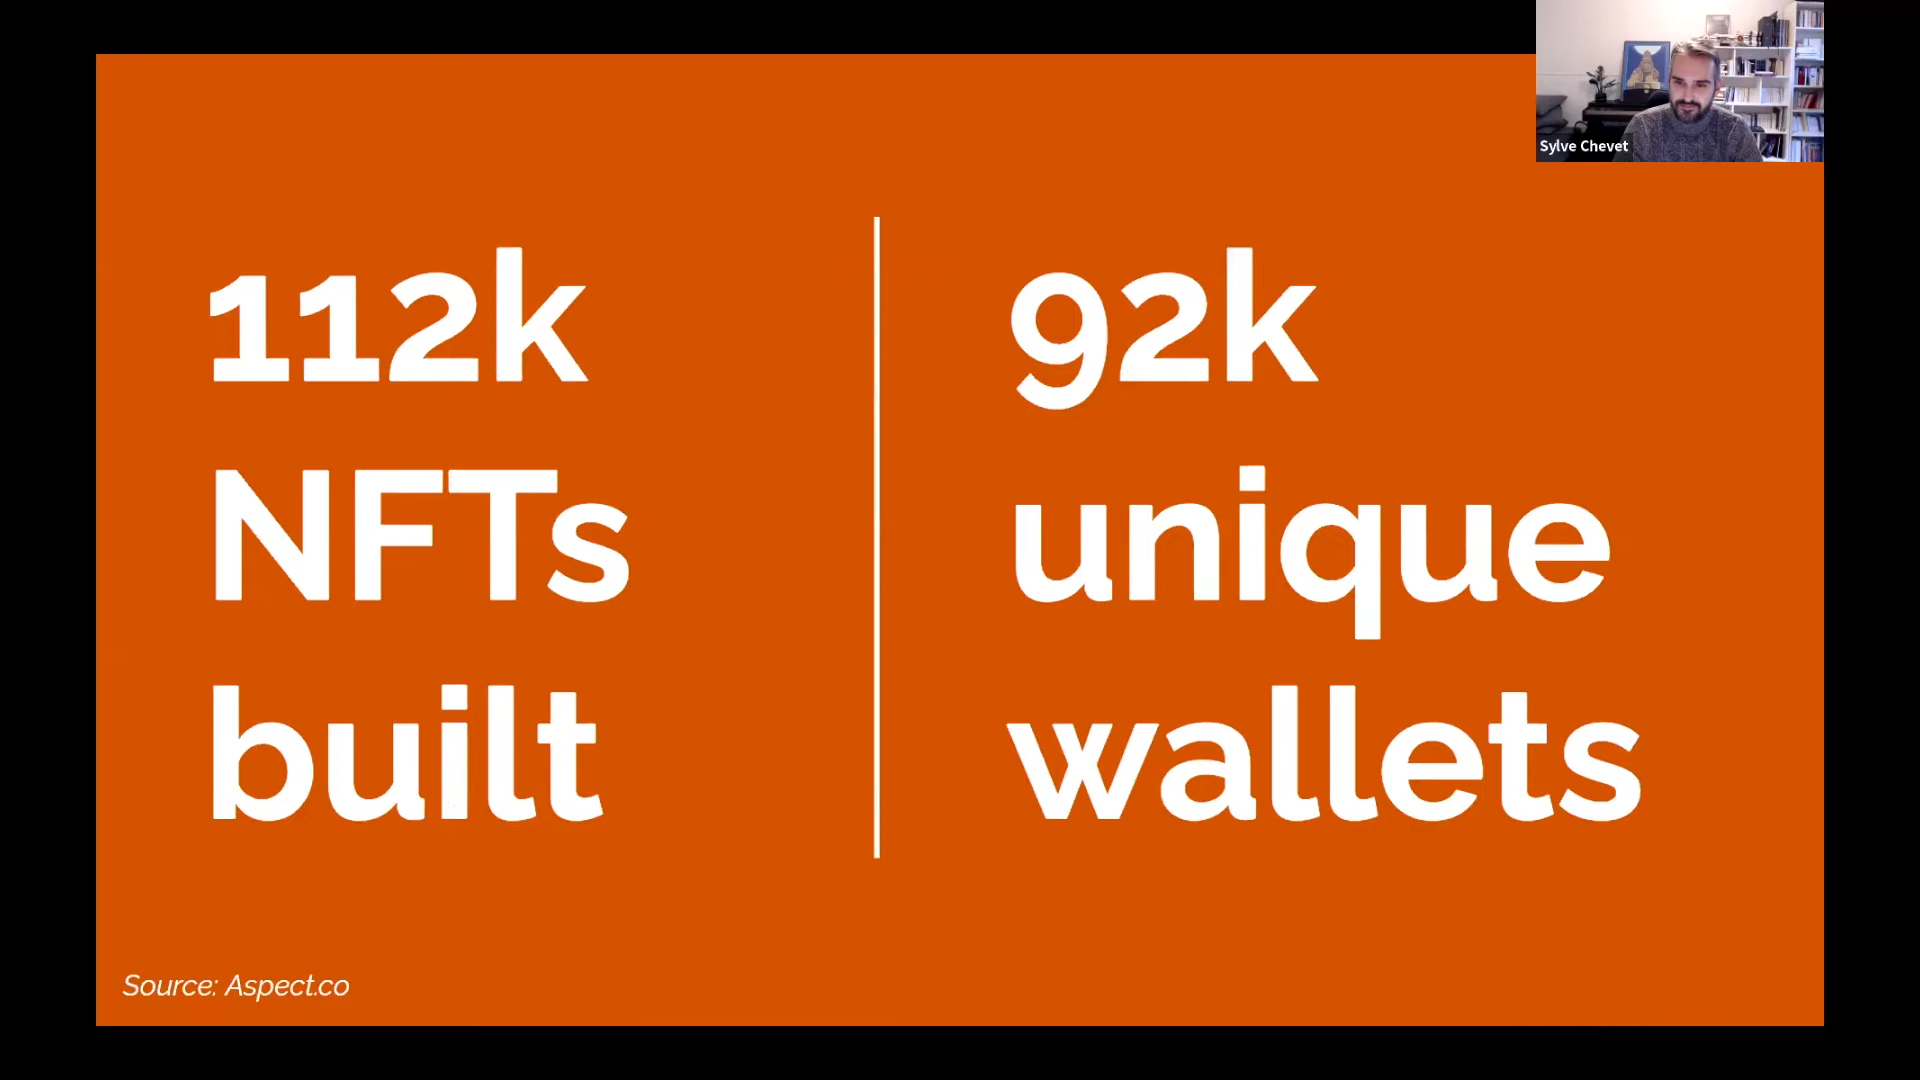 Sylve Chevet
112k
NFTs
built
92k
unique
wallets
Source: Aspect.co